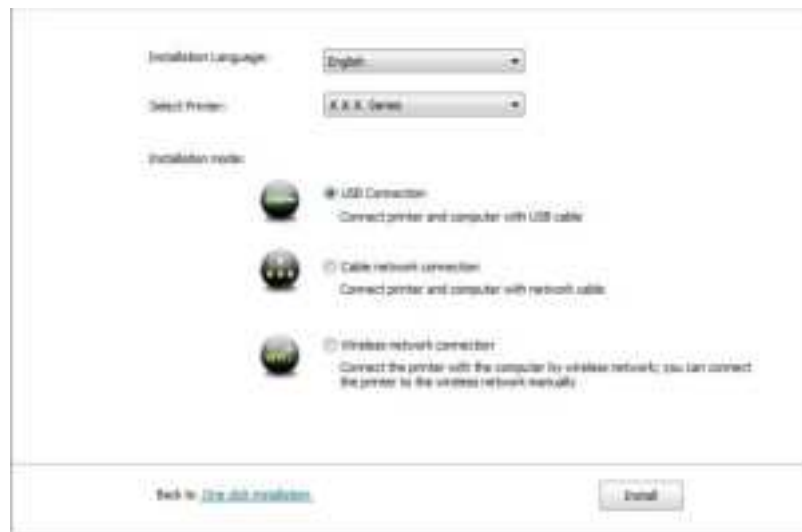 Installation Language:
English
Select Printer:
X X X Series
Installation mode:
USB Connection
Connect printer and computer with USB cable
Cable network connection
Connect printer and computer with network cable
Wireless network connection
Connect the printer with the computer by wireless network; you can connect
the printer to the wireless network manually
Back to One click installation
Install